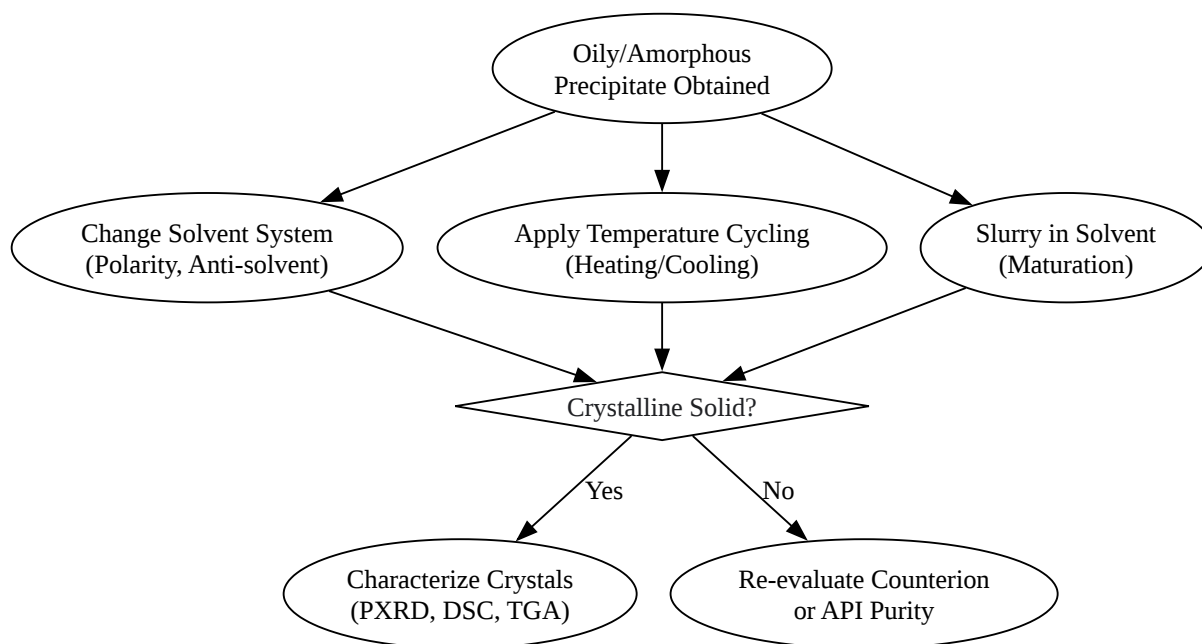 Oily/Amorphous
Precipitate Obtained
Change Solvent System
(Polarity, Anti-solvent)
Apply Temperature Cycling
(Heating/Cooling)
Slurry in Solvent
(Maturation)
Crystalline Solid?
Yes
No
Characterize Crystals
(PXRD, DSC, TGA)
Re-evaluate Counterion
or API Purity